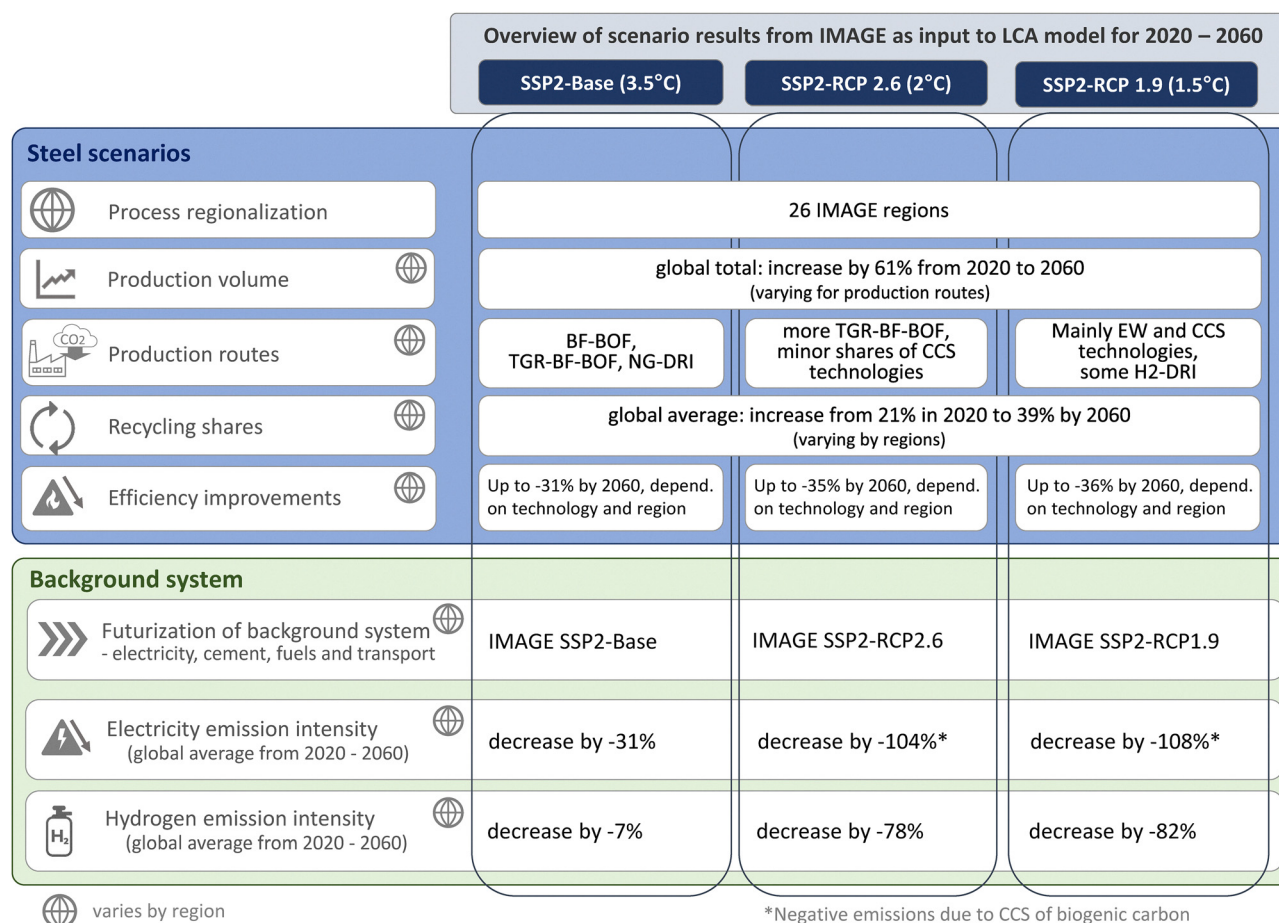 Overview of scenario results from IMAGE as input to LCA model for 2020 – 2060
SSP2-Base (3.5°C)
SSP2-RCP 2.6 (2°C)
SSP2-RCP 1.9 (1.5°C)
Steel scenarios
Process regionalization
26 IMAGE regions
Production volume
global total: increase by 61% from 2020 to 2060
(varying for production routes)
CO2
Production routes
BF-BOF,
TGR-BF-BOF, NG-DRI
more TGR-BF-BOF,
minor shares of CCS
technologies
Mainly EW and CCS
technologies,
some H2-DRI
Recycling shares
global average: increase from 21% in 2020 to 39% by 2060
(varying by regions)
Efficiency improvements
Up to -31% by 2060, depend.
on technology and region
Up to -35% by 2060, depend.
on technology and region
Up to -36% by 2060, depend.
on technology and region
Background system
Futurization of background system
- electricity, cement, fuels and transport
IMAGE SSP2-Base
IMAGE SSP2-RCP2.6
IMAGE SSP2-RCP1.9
Electricity emission intensity
(global average from 2020 - 2060)
decrease by -31%
decrease by -104%*
decrease by -108%*
H2
Hydrogen emission intensity
(global average from 2020 - 2060)
decrease by -7%
decrease by -78%
decrease by -82%
varies by region
*Negative emissions due to CCS of biogenic carbon